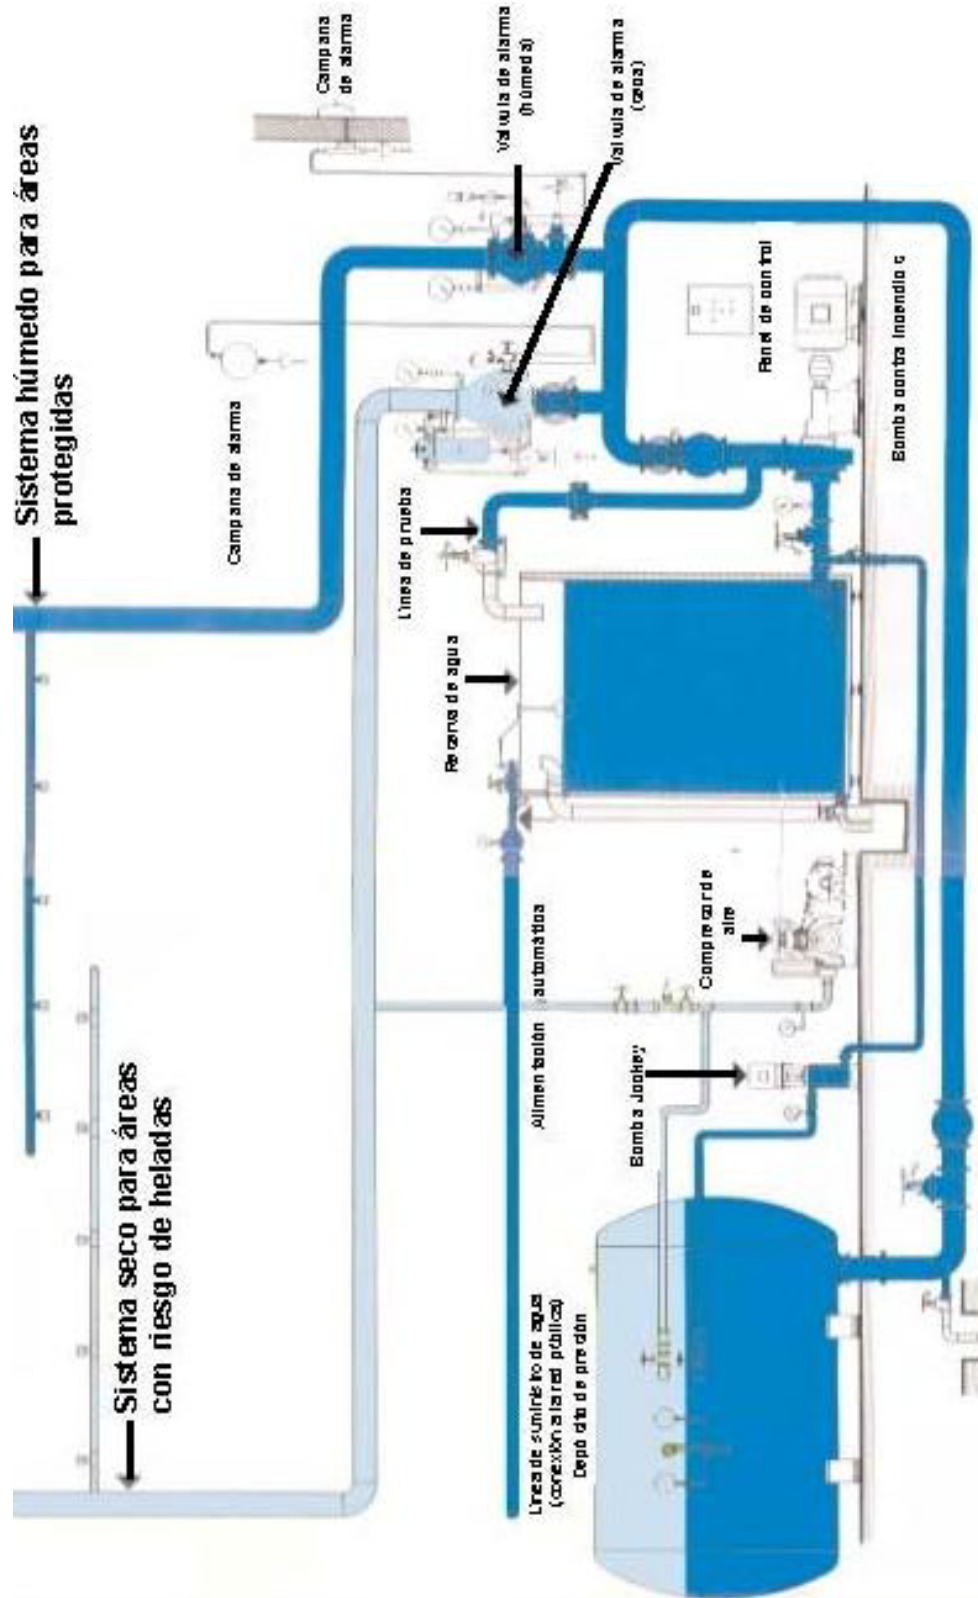 Sistema seco para áreas
con riesgo de heladas
Sistema húmedo para áreas
protegidas
Campana
de alarma
Campana de alarma
Válvula de alarma
(húmeda)
Válvula de alarma
(seca)
Línea de prueba
Reserva de agua
Panel de control
Bomba contra Incendios
Alimentación automática
Compresor de
aire
Bomba Jockey
Línea de suministro de agua
(conexión a la red pública)
Depósito de presión